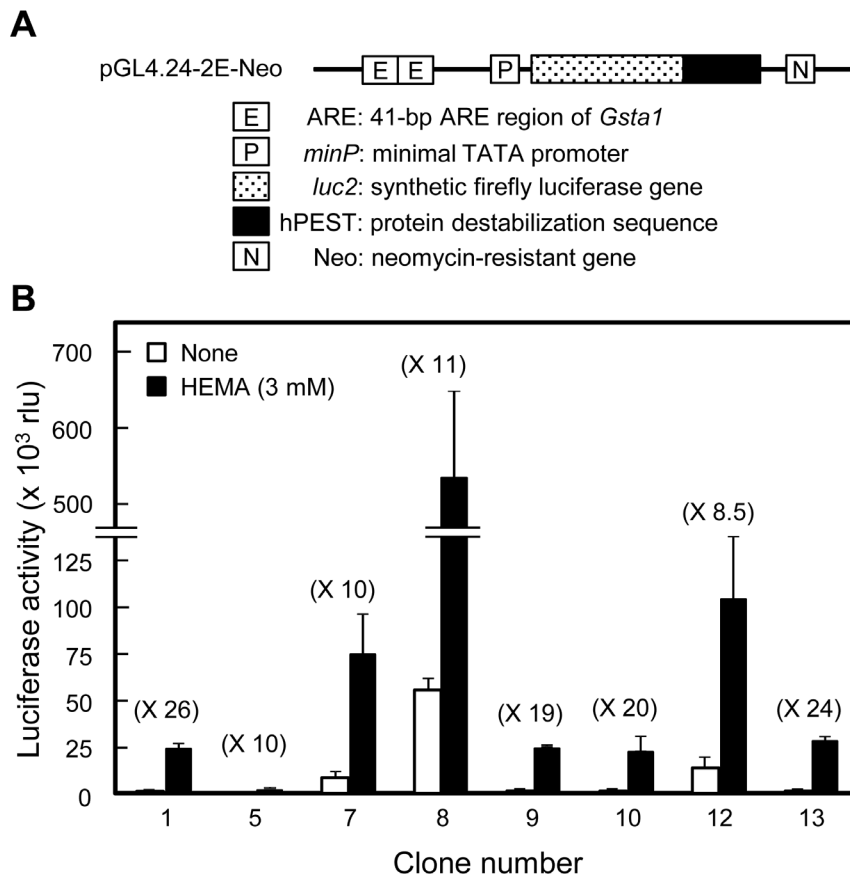 A
pGL4.24-2E-Neo
E E P N
E ARE: 41-bp ARE region of Gsta1
P minP: minimal TATA promoter
luc2: synthetic firefly luciferase gene
hPEST: protein destabilization sequence
N Neo: neomycin-resistant gene
B
Luciferase activity (x 10³ rlu)
700
600
500
125
100
75
50
25
0
None
HEMA (3 mM)
(X 26)
(X 10)
(X 10)
(X 11)
(X 19)
(X 20)
(X 8.5)
(X 24)
1 5 7 8 9 10 12 13
Clone number